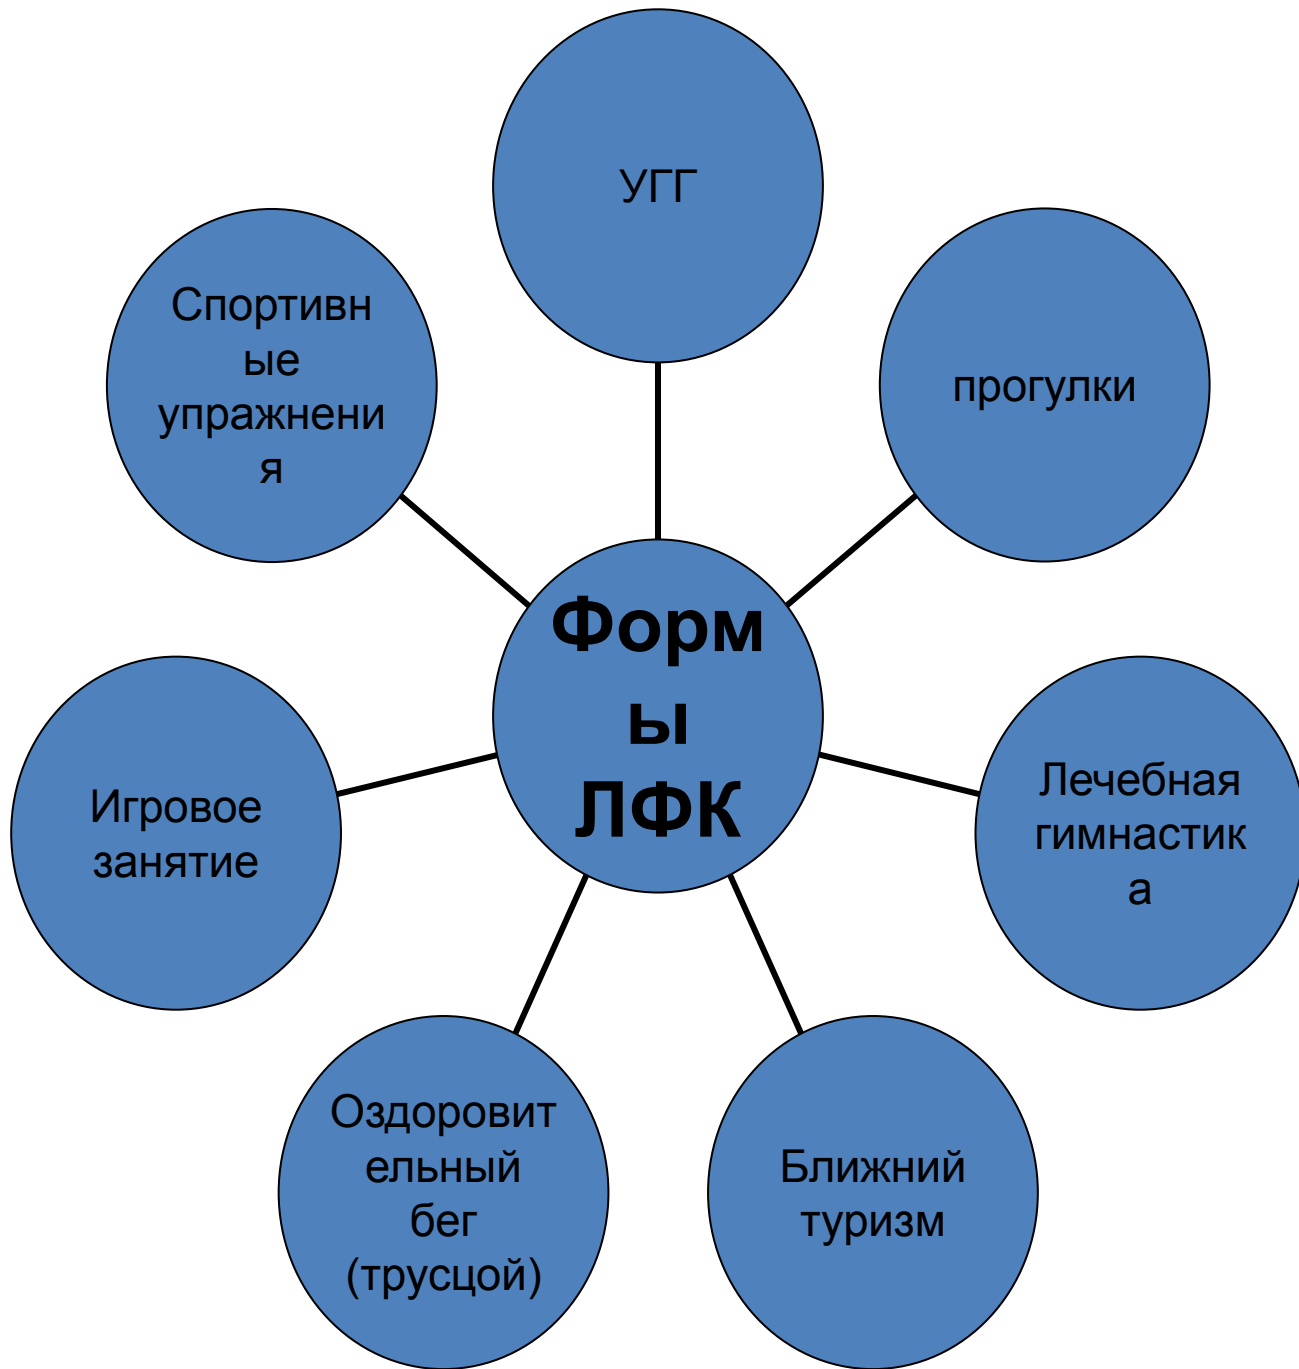 УГГ
Спортивн
ые
упражнени
я
прогулки
Форм
ы
ЛФК
Игровое
занятие
Лечебная
гимнастик
а
Оздоровит
ельный
бег
(трусцой)
Ближний
туризм